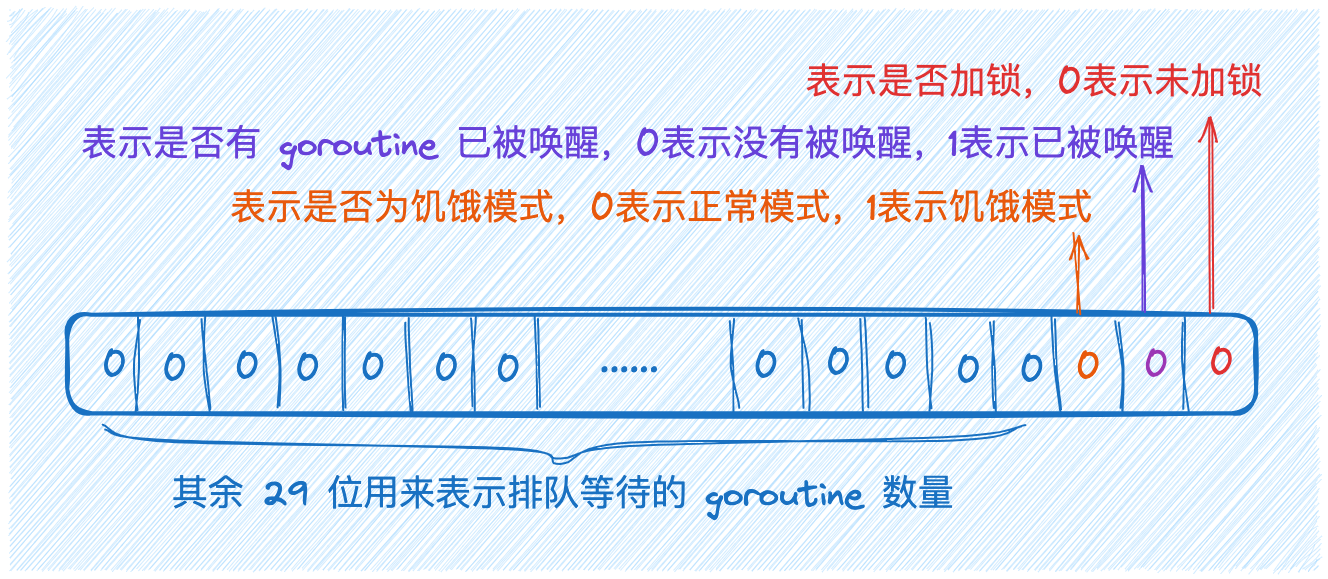 表示是否加锁，0表示未加锁
表示是否有 goroutine 已被唤醒，0表示没有被唤醒，1表示已被唤醒
表示是否为饥饿模式，0表示正常模式，1表示饥饿模式
0 0 0 0 0 0 0 ...... 0 0 0 0 0 0 0 0
其余 29 位用来表示排队等待的 goroutine 数量